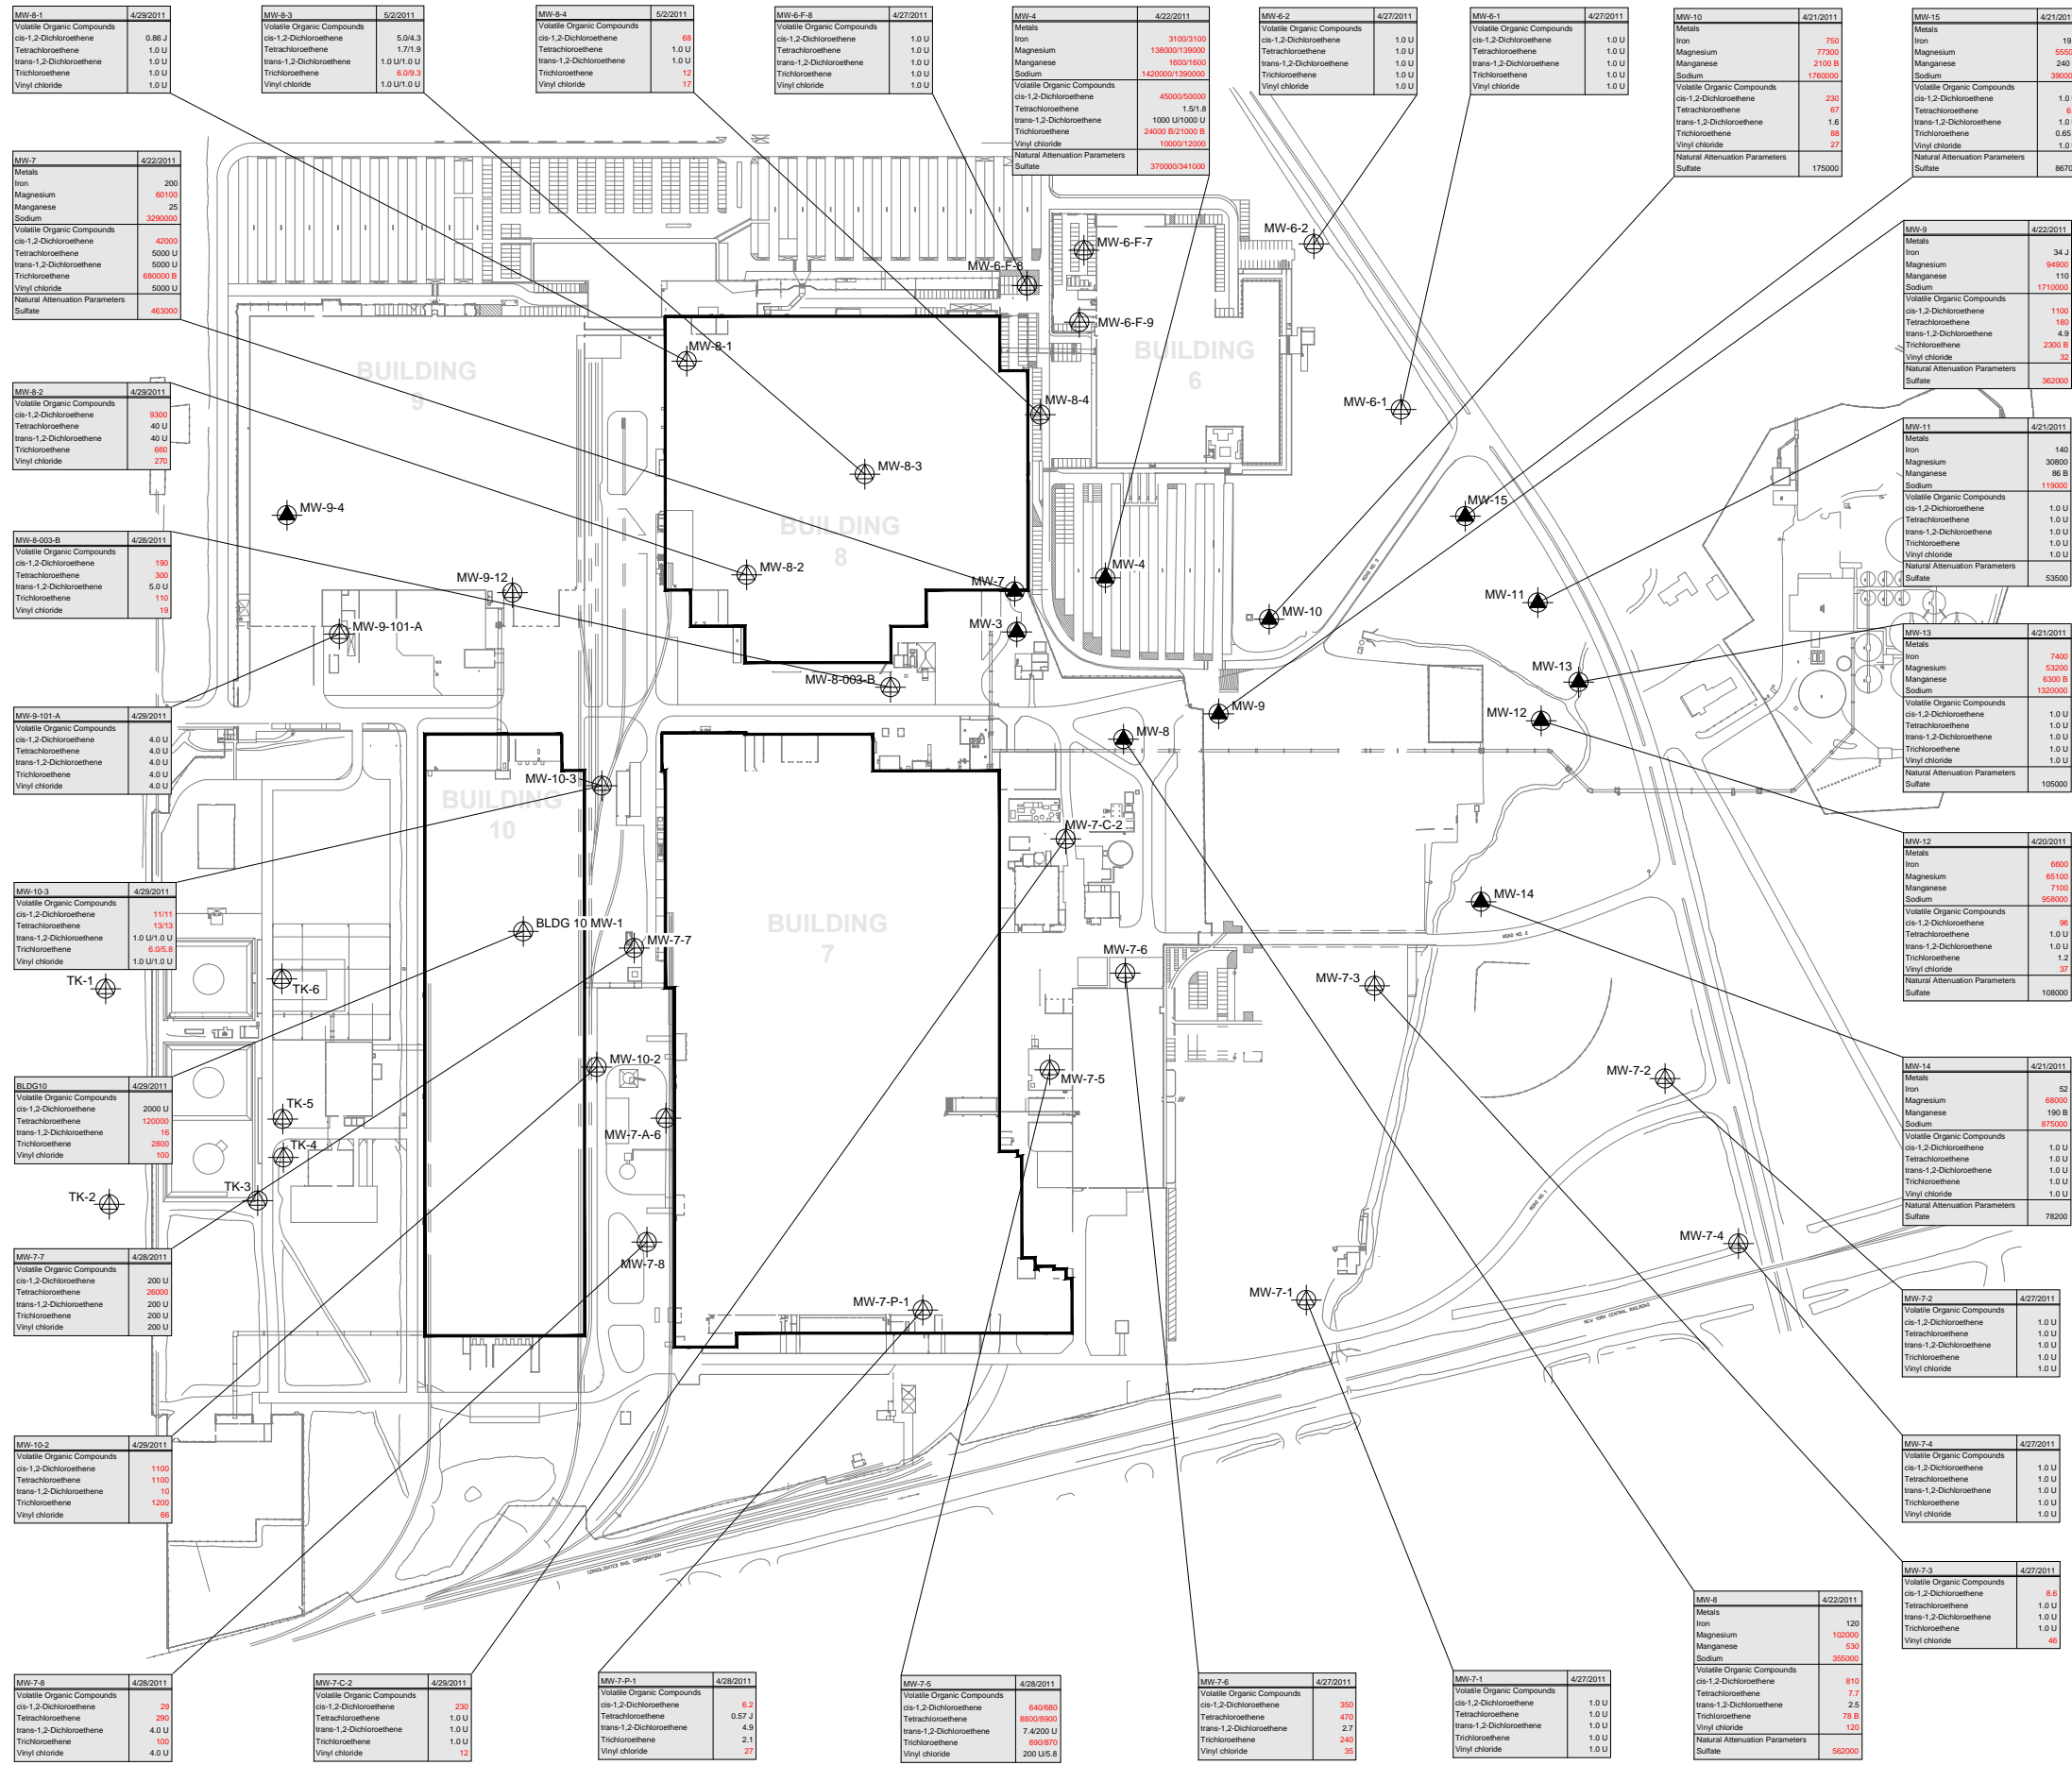 MW-8-1 4/29/2011
Volatile Organic Compounds
cis-1,2-Dichloroethene 0.86 J
Tetrachloroethene 1.0 U
trans-1,2-Dichloroethene 1.0 U
Trichloroethene 1.0 U
Vinyl chloride 1.0 U
MW-8-3 5/2/2011
Volatile Organic Compounds
cis-1,2-Dichloroethene 5.0/4.3
Tetrachloroethene 1.7/1.9
trans-1,2-Dichloroethene 1.0 U/1.0 U
Trichloroethene 6.0/9.3
Vinyl chloride 1.0 U/1.0 U
MW-8-4 5/2/2011
Volatile Organic Compounds
cis-1,2-Dichloroethene 68
Tetrachloroethene 1.0 U
trans-1,2-Dichloroethene 1.0 U
Trichloroethene 12
Vinyl chloride 17
MW-6-F-8 4/27/2011
Volatile Organic Compounds
cis-1,2-Dichloroethene 1.0 U
Tetrachloroethene 1.0 U
trans-1,2-Dichloroethene 1.0 U
Trichloroethene 1.0 U
Vinyl chloride 1.0 U
MW-4 4/22/2011
Metals
Iron 3100/3100
Magnesium 138000/139000
Manganese 1600/1600
Sodium 1420000/1390000
Volatile Organic Compounds
cis-1,2-Dichloroethene 45000/50000
Tetrachloroethene 1.5/1.8
trans-1,2-Dichloroethene 1000 U/1000 U
Trichloroethene 24000 B/21000 B
Vinyl chloride 10000/12000
Natural Attenuation Parameters
Sulfate 370000/341000
MW-6-2 4/27/2011
Volatile Organic Compounds
cis-1,2-Dichloroethene 1.0 U
Tetrachloroethene 1.0 U
trans-1,2-Dichloroethene 1.0 U
Trichloroethene 1.0 U
Vinyl chloride 1.0 U
MW-6-1 4/27/2011
Volatile Organic Compounds
cis-1,2-Dichloroethene 1.0 U
Tetrachloroethene 1.0 U
trans-1,2-Dichloroethene 1.0 U
Trichloroethene 1.0 U
Vinyl chloride 1.0 U
MW-10 4/21/2011
Metals
Iron 750
Magnesium 77300
Manganese 2100 B
Sodium 1760000
Volatile Organic Compounds
cis-1,2-Dichloroethene 230
Tetrachloroethene 67
trans-1,2-Dichloroethene 1.6
Trichloroethene 88
Vinyl chloride 27
Natural Attenuation Parameters
Sulfate 175000
MW-15 4/21/201
Metals
Iron 19
Magnesium 5550
Manganese 240
Sodium 39000
Volatile Organic Compounds
cis-1,2-Dichloroethene 1.0
Tetrachloroethene 6.
trans-1,2-Dichloroethene 1.0
Trichloroethene 0.65
Vinyl chloride 1.0
Natural Attenuation Parameters
Sulfate 8670
MW-7 4/22/2011
Metals
Iron 200
Magnesium 60100
Manganese 25
Sodium 3290000
Volatile Organic Compounds
cis-1,2-Dichloroethene 42000
Tetrachloroethene 5000 U
trans-1,2-Dichloroethene 5000 U
Trichloroethene 680000 B
Vinyl chloride 5000 U
Natural Attenuation Parameters
Sulfate 463000
MW-9 4/22/2011
Metals
Iron 34 J
Magnesium 94900
Manganese 110
Sodium 1710000
Volatile Organic Compounds
cis-1,2-Dichloroethene 1100
Tetrachloroethene 180
trans-1,2-Dichloroethene 4.9
Trichloroethene 2300 B
Vinyl chloride 32
Natural Attenuation Parameters
Sulfate 362000
MW-8-2 4/29/2011
Volatile Organic Compounds
cis-1,2-Dichloroethene 9300
Tetrachloroethene 40 U
trans-1,2-Dichloroethene 40 U
Trichloroethene 660
Vinyl chloride 270
MW-11 4/21/2011
Metals
Iron 140
Magnesium 30800
Manganese 86 B
Sodium 119000
Volatile Organic Compounds
cis-1,2-Dichloroethene 1.0 U
Tetrachloroethene 1.0 U
trans-1,2-Dichloroethene 1.0 U
Trichloroethene 1.0 U
Vinyl chloride 1.0 U
Natural Attenuation Parameters
Sulfate 53500
MW-8-003-B 4/28/2011
Volatile Organic Compounds
cis-1,2-Dichloroethene 190
Tetrachloroethene 300
trans-1,2-Dichloroethene 5.0 U
Trichloroethene 110
Vinyl chloride 19
MW-13 4/21/2011
Metals
Iron 7400
Magnesium 53200
Manganese 6300 B
Sodium 1320000
Volatile Organic Compounds
cis-1,2-Dichloroethene 1.0 U
Tetrachloroethene 1.0 U
trans-1,2-Dichloroethene 1.0 U
Trichloroethene 1.0 U
Vinyl chloride 1.0 U
Natural Attenuation Parameters
Sulfate 105000
MW-9-101-A 4/29/2011
Volatile Organic Compounds
cis-1,2-Dichloroethene 4.0 U
Tetrachloroethene 4.0 U
trans-1,2-Dichloroethene 4.0 U
Trichloroethene 4.0 U
Vinyl chloride 4.0 U
MW-12 4/20/2011
Metals
Iron 6600
Magnesium 65100
Manganese 7100
Sodium 958000
Volatile Organic Compounds
cis-1,2-Dichloroethene 96
Tetrachloroethene 1.0 U
trans-1,2-Dichloroethene 1.0 U
Trichloroethene 1.2
Vinyl chloride 37
Natural Attenuation Parameters
Sulfate 108000
MW-10-3 4/29/2011
Volatile Organic Compounds
cis-1,2-Dichloroethene 11/11
Tetrachloroethene 13/13
trans-1,2-Dichloroethene 1.0 U/1.0 U
Trichloroethene 6.0/5.8
Vinyl chloride 1.0 U/1.0 U
MW-14 4/21/2011
Metals
Iron 52
Magnesium 68000
Manganese 190 B
Sodium 875000
Volatile Organic Compounds
cis-1,2-Dichloroethene 1.0 U
Tetrachloroethene 1.0 U
trans-1,2-Dichloroethene 1.0 U
Trichloroethene 1.0 U
Vinyl chloride 1.0 U
Natural Attenuation Parameters
Sulfate 78200
BLDG10 4/29/2011
Volatile Organic Compounds
cis-1,2-Dichloroethene 2000 U
Tetrachloroethene 120000
trans-1,2-Dichloroethene 16
Trichloroethene 2800
Vinyl chloride 100
MW-7-7 4/28/2011
Volatile Organic Compounds
cis-1,2-Dichloroethene 200 U
Tetrachloroethene 26000
trans-1,2-Dichloroethene 200 U
Trichloroethene 200 U
Vinyl chloride 200 U
MW-7-2 4/27/2011
Volatile Organic Compounds
cis-1,2-Dichloroethene 1.0 U
Tetrachloroethene 1.0 U
trans-1,2-Dichloroethene 1.0 U
Trichloroethene 1.0 U
Vinyl chloride 1.0 U
MW-10-2 4/29/2011
Volatile Organic Compounds
cis-1,2-Dichloroethene 1100
Tetrachloroethene 1100
trans-1,2-Dichloroethene 10
Trichloroethene 1200
Vinyl chloride 66
MW-7-4 4/27/2011
Volatile Organic Compounds
cis-1,2-Dichloroethene 1.0 U
Tetrachloroethene 1.0 U
trans-1,2-Dichloroethene 1.0 U
Trichloroethene 1.0 U
Vinyl chloride 1.0 U
MW-7-3 4/27/2011
Volatile Organic Compounds
cis-1,2-Dichloroethene 8.6
Tetrachloroethene 1.0 U
trans-1,2-Dichloroethene 1.0 U
Trichloroethene 1.0 U
Vinyl chloride 46
MW-8 4/22/2011
Metals
Iron 120
Magnesium 102000
Manganese 530
Sodium 355000
Volatile Organic Compounds
cis-1,2-Dichloroethene 810
Tetrachloroethene 7.7
trans-1,2-Dichloroethene 2.5
Trichloroethene 78 B
Vinyl chloride 120
Natural Attenuation Parameters
Sulfate 562000
MW-7-8 4/28/2011
Volatile Organic Compounds
cis-1,2-Dichloroethene 29
Tetrachloroethene 290
trans-1,2-Dichloroethene 4.0 U
Trichloroethene 100
Vinyl chloride 4.0 U
MW-7-C-2 4/29/2011
Volatile Organic Compounds
cis-1,2-Dichloroethene 230
Tetrachloroethene 1.0 U
trans-1,2-Dichloroethene 1.0 U
Trichloroethene 1.0 U
Vinyl chloride 12
MW-7-P-1 4/28/2011
Volatile Organic Compounds
cis-1,2-Dichloroethene 6.2
Tetrachloroethene 0.57 J
trans-1,2-Dichloroethene 4.9
Trichloroethene 2.1
Vinyl chloride 27
MW-7-5 4/28/2011
Volatile Organic Compounds
cis-1,2-Dichloroethene 640/680
Tetrachloroethene 8800/8900
trans-1,2-Dichloroethene 7.4/200 U
Trichloroethene 890/870
Vinyl chloride 200 U/5.8
MW-7-6 4/27/2011
Volatile Organic Compounds
cis-1,2-Dichloroethene 350
Tetrachloroethene 470
trans-1,2-Dichloroethene 2.7
Trichloroethene 240
Vinyl chloride 35
MW-7-1 4/27/2011
Volatile Organic Compounds
cis-1,2-Dichloroethene 1.0 U
Tetrachloroethene 1.0 U
trans-1,2-Dichloroethene 1.0 U
Trichloroethene 1.0 U
Vinyl chloride 1.0 U
MW-6-2
MW-6-F-7
MW-6-F-8
MW-6-F-9
MW-8-1
BUILDING
6
BUILDING
9
MW-6-1
MW-8-4
MW-8-3
MW-15
MW-9-4
BUILDING
8
MW-4
MW-8-2
MW-9-12
MW-7
MW-11
MW-10
ROAD NO. 3
MW-9-101-A
MW-3
MW-13
MW-8-003-B
MW-9
MW-12
MW-8
MW-10-3
BUILDING
10
MW-7-C-2
MW-14
BLDG 10 MW-1
BUILDING
7
MW-7-7
ROAD NO. 2
MW-7-6
MW-7-3
TK-1
TK-6
MW-10-2
MW-7-5
MW-7-2
TK-5
MW-7-A-6
TK-4
TK-3
TK-2
ROAD NO. 1
MW-7-4
MW-7-8
MW-7-1
MW-7-P-1
NEW YORK CENTRAL RAILROAD
CONSOLIDATED RAIL CORPORATION